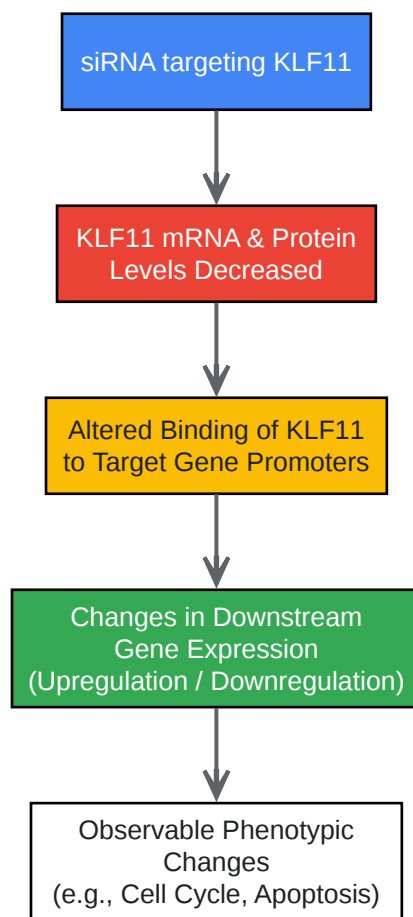 siRNA targeting KLF11
KLF11 mRNA & Protein
Levels Decreased
Altered Binding of KLF11
to Target Gene Promoters
Changes in Downstream
Gene Expression
(Upregulation / Downregulation)
Observable Phenotypic
Changes
(e.g., Cell Cycle, Apoptosis)